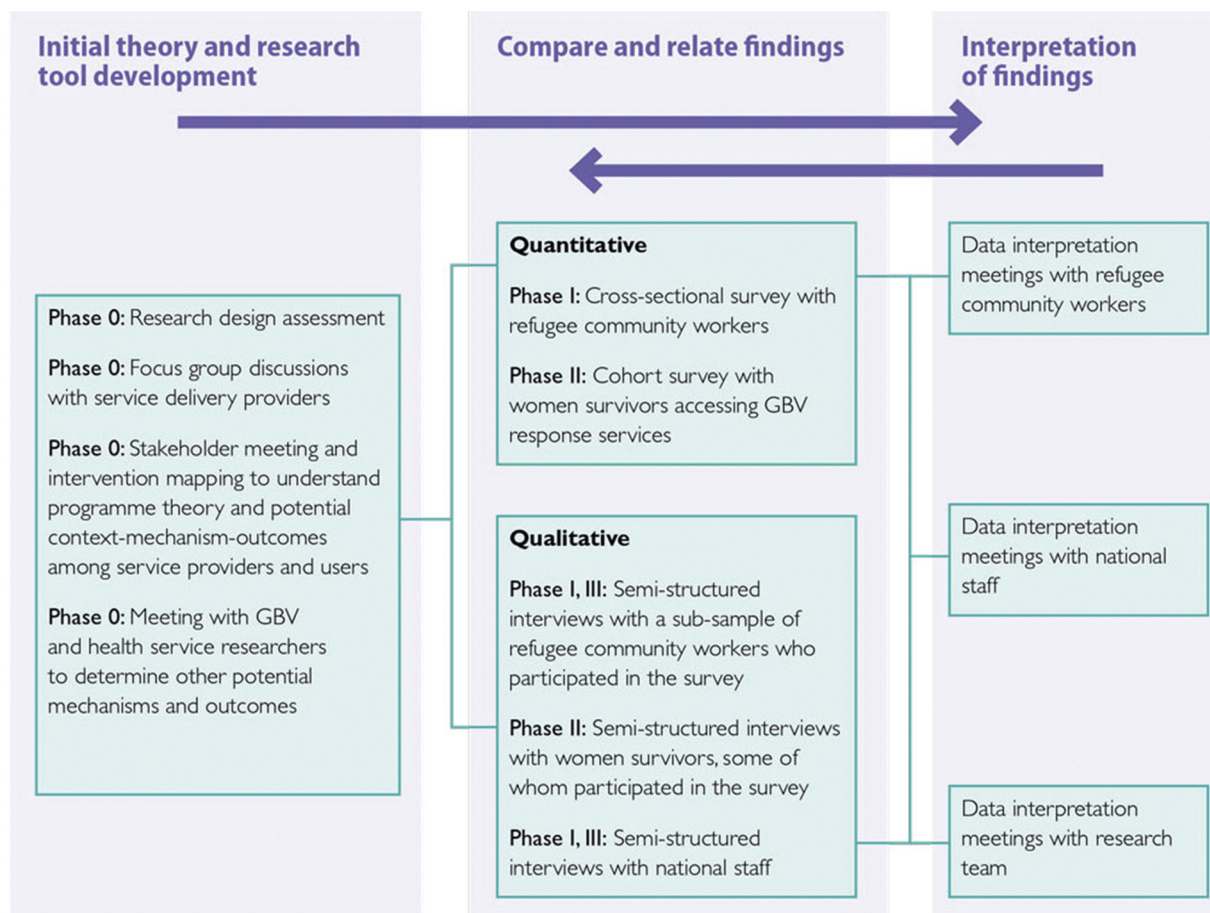 Initial theory and research
tool development
Compare and relate findings
Interpretation
of findings
Phase 0: Research design assessment
Phase 0: Focus group discussions
with service delivery providers
Phase 0: Stakeholder meeting and
intervention mapping to understand
programme theory and potential
context-mechanism-outcomes
among service providers and users
Phase 0: Meeting with GBV
and health service researchers
to determine other potential
mechanisms and outcomes
Quantitative
Phase I: Cross-sectional survey with
refugee community workers
Phase II: Cohort survey with
women survivors accessing GBV
response services
Qualitative
Phase I, III: Semi-structured
interviews with a sub-sample of
refugee community workers who
participated in the survey
Phase II: Semi-structured interviews
with women survivors, some of
whom participated in the survey
Phase I, III: Semi-structured
interviews with national staff
Data interpretation
meetings with refugee
community workers
Data interpretation
meetings with national
staff
Data interpretation
meetings with research
team